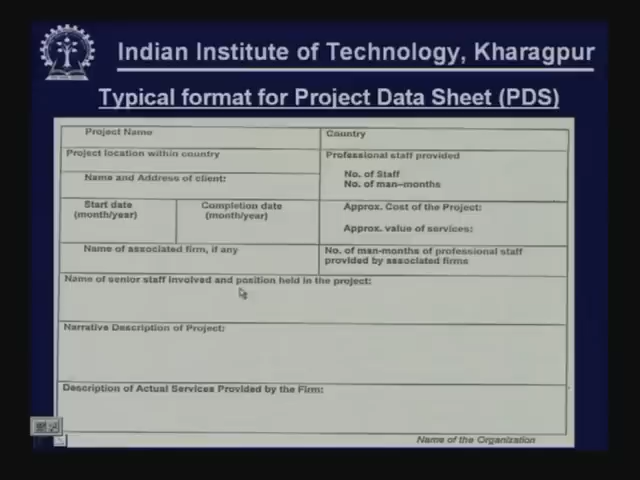 Indian Institute of Technology, Kharagpur
Typical format for Project Data Sheet (PDS)
Project Name
Country
Project location within country
Professional staff provided
No. of Staff
No. of man-months
Name and Address of client:
Start date
(month/year)
Completion date
(month/year)
Approx. Cost of the Project:
Approx. value of services:
Name of associated firm, if any
No. of man-months of professional staff
provided by associated firms
Name of senior staff involved and position held in the project:
Narrative Description of Project:
Description of Actual Services Provided by the Firm:
Name of the Organization